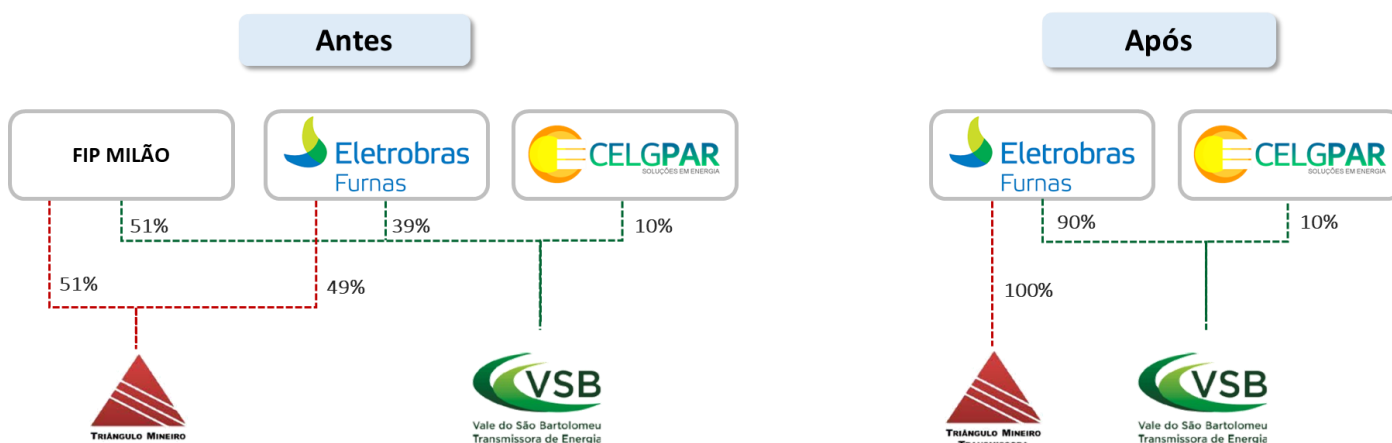 Antes
Após
FIP MILÃO
Eletrobras
Furnas
CELGPAR
SOLUÇÕES EM ENERGIA
Eletrobras
Furnas
CELGPAR
SOLUÇÕES EM ENERGIA
51%
39%
10%
90%
10%
51%
49%
100%
TRIÂNGULO MINEIRO
VSB
Vale do São Bartolomeu
Transmissora de Energia
TRIÂNGULO MINEIRO
VSB
Vale do São Bartolomeu
Transmissora de Energia